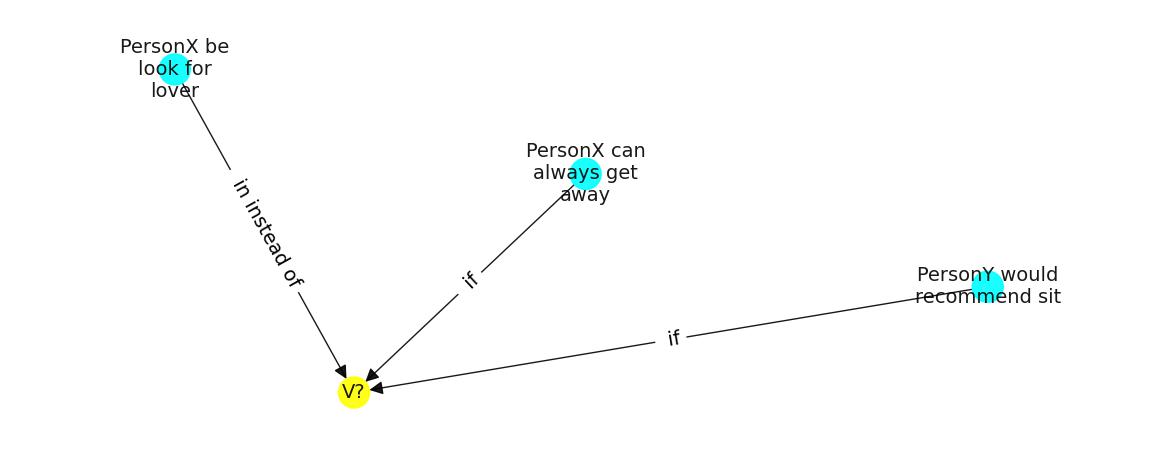 PersonX be
look for
lover
PersonX can
always get
away
in instead of
if
PersonY would
recommend sit
if
V?